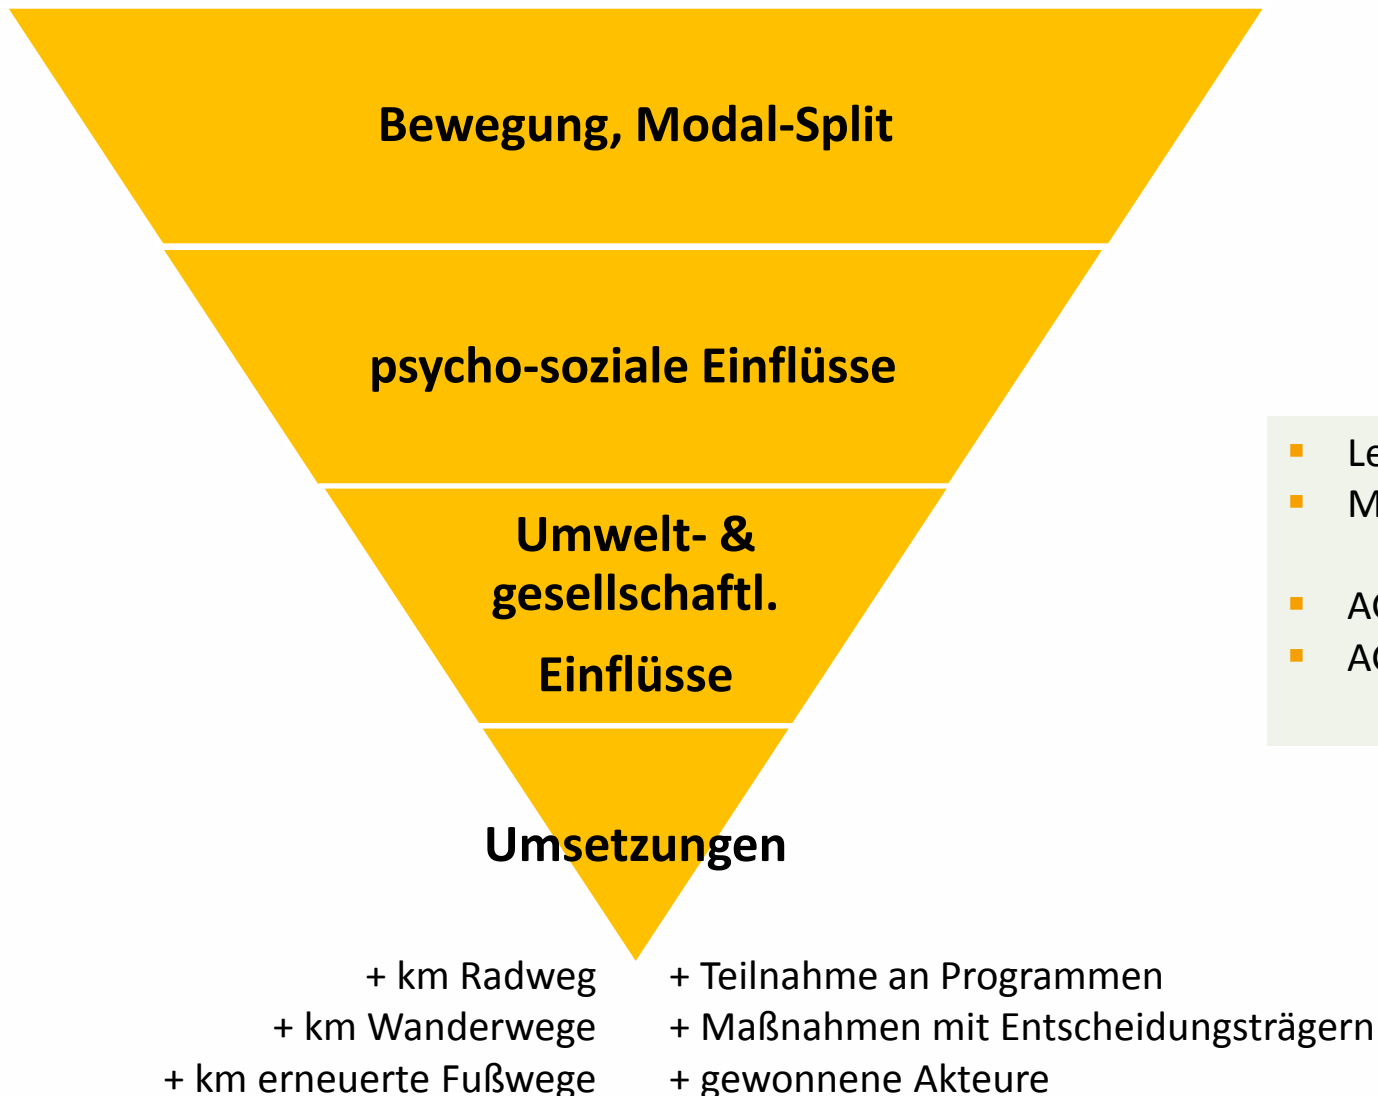 Bewegung, Modal-Split
psycho-soziale Einflüsse
Umwelt- &
gesellschaftl.
Einflüsse
Umsetzungen
+ km Radweg
+ km Wanderwege
+ km erneuerte Fußwege
+ Teilnahme an Programmen
+ Maßnahmen mit Entscheidungsträgern
+ gewonnene Akteure